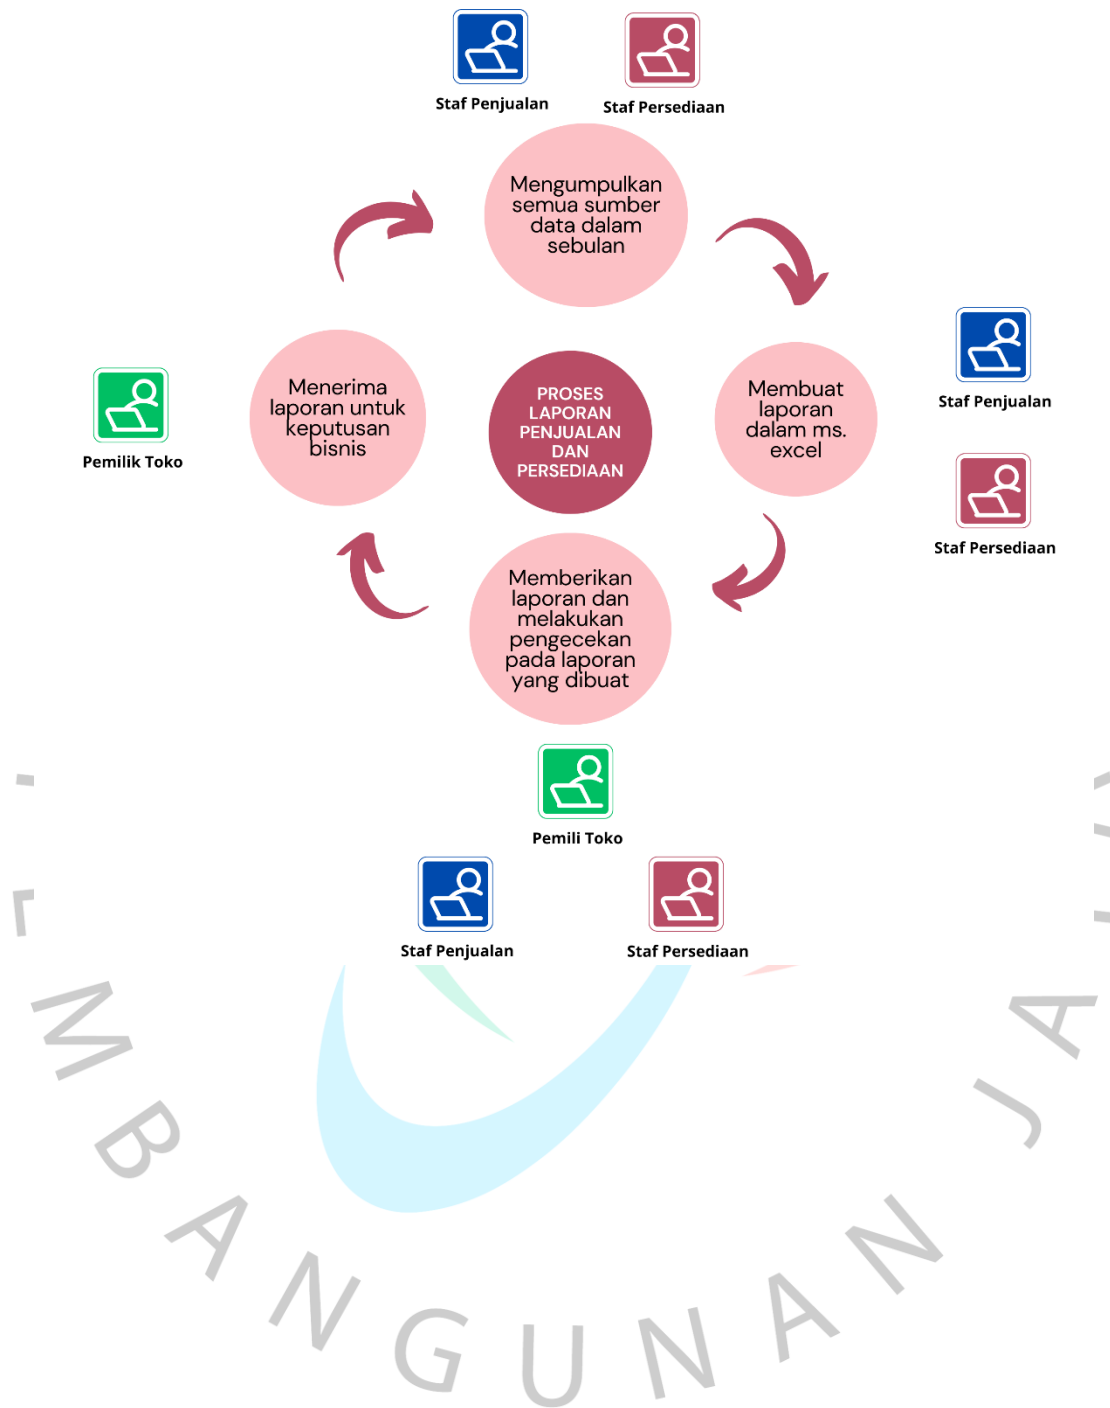 Staf Penjualan
Staf Persediaan
Mengumpulkan
semua sumber
data dalam
sebulan
Menerima
laporan untuk
keputusan
bisnis
Pemilik Toko
PROSES
LAPORAN
PENJUALAN
DAN
PERSEDIAAN
Membuat
laporan
dalam ms.
excel
Staf Penjualan
Staf Persediaan
Memberikan
laporan dan
melakukan
pengecekan
pada laporan
yang dibuat
Pemili Toko
Staf Penjualan
Staf Persediaan
MBANGUNAN JA